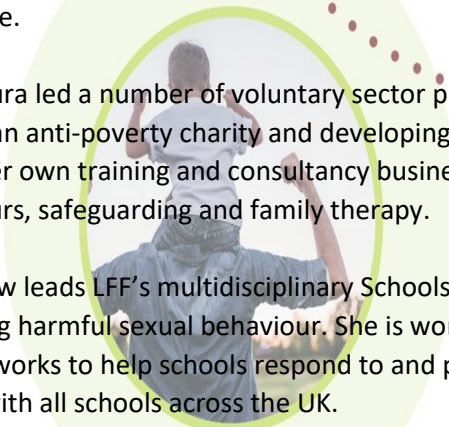 e.
ura led a number of voluntary sector p
an anti-poverty charity and developing
er own training and consultancy busine
urs, safeguarding and family therapy.
w leads LFF's multidisciplinary Schools
g harmful sexual behaviour. She is wor
works to help schools respond to and p
with all schools across the UK.